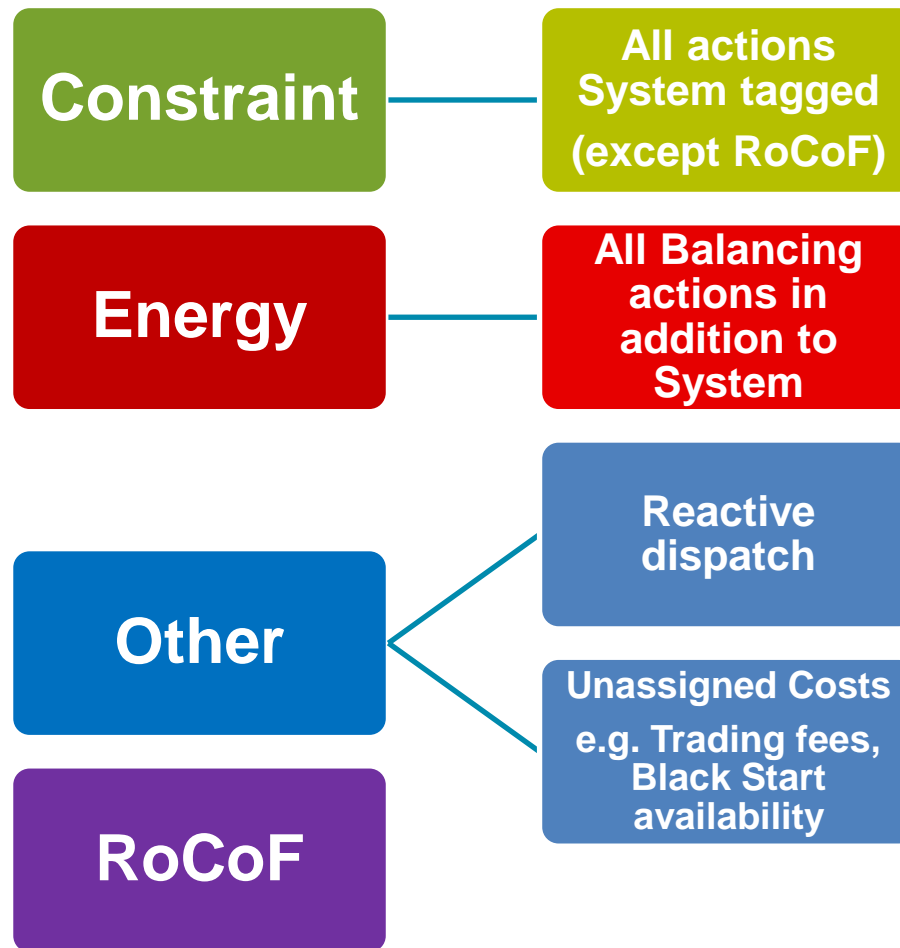 Constraint
All actions
System tagged
(except RoCoF)
Energy
All Balancing
actions in
addition to
System
Other
Reactive
dispatch
Unassigned Costs
e.g. Trading fees,
Black Start
availability
RoCoF